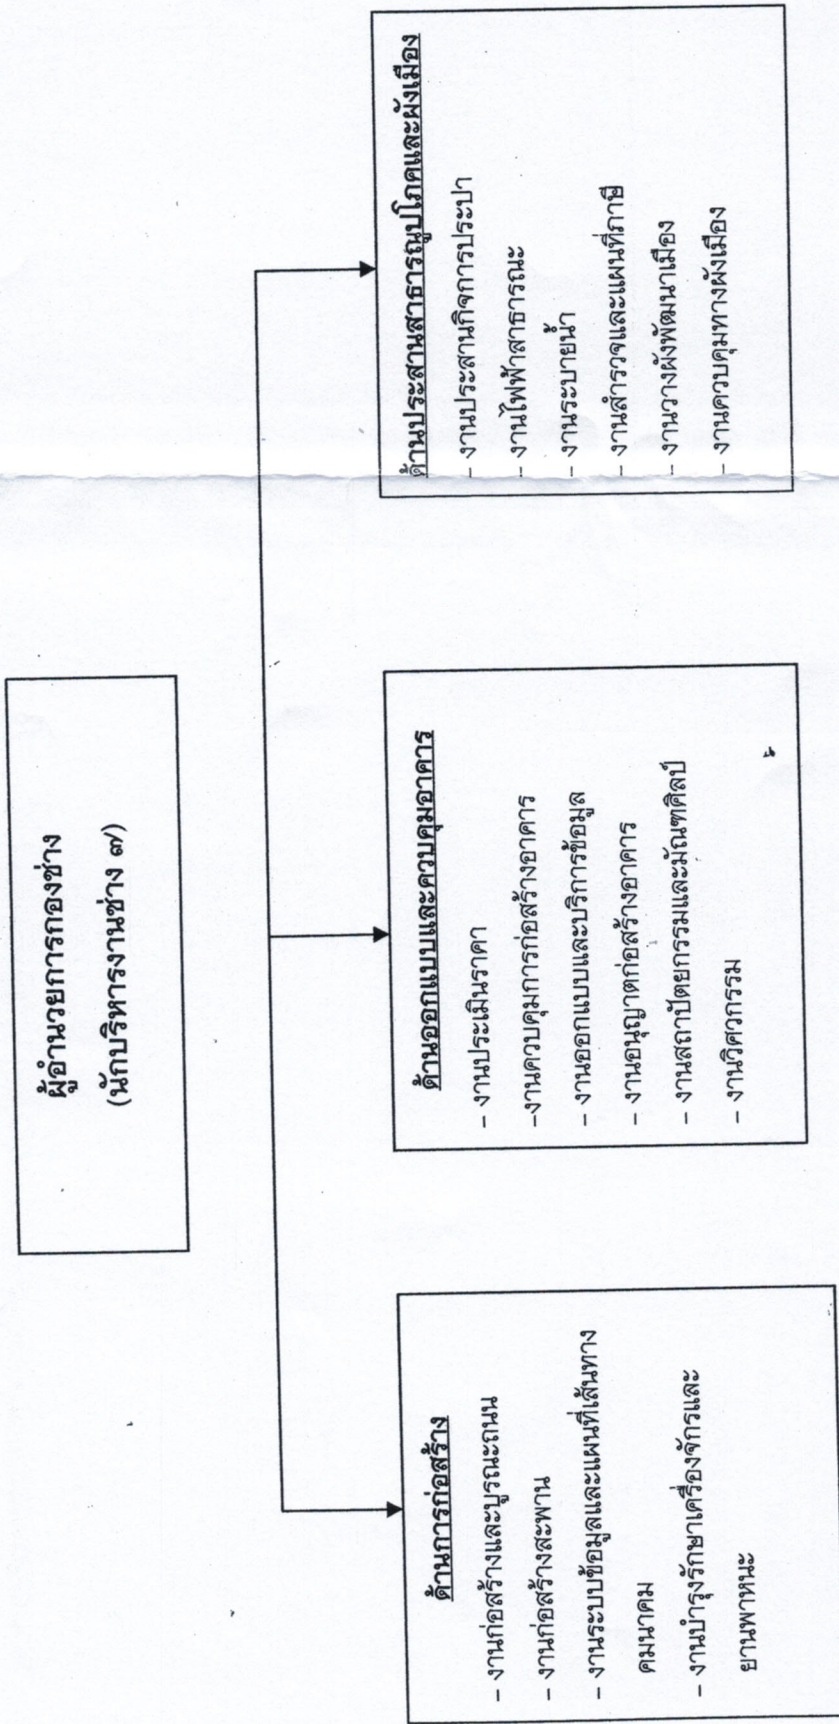 ผู้อำนวยการกองช่าง
(นักบริหารงานช่าง ๗)
ด้านการก่อสร้าง
- งานก่อสร้างและบูรณะถนน
- งานก่อสร้างสะพาน
- งานระบบข้อมูลและแผนที่เส้นทาง
คมนาคม
- งานบำรุงรักษาเครื่องจักรและ
ยานพาหนะ
ด้านออกแบบและควบคุมอาคาร
- งานประเมินราคา
-งานควบคุมการก่อสร้างอาคาร
- งานออกแบบและบริการข้อมูล
- งานอนุญาตก่อสร้างอาคาร
- งานสถาปัตยกรรมและมัณฑศิลป์
- งานวิศวกรรม
ด้านประสานสาธารณูปโภคและผังเมือง
- งานประสานกิจการประปา
- งานไฟฟ้าสาธารณะ
- งานระบายน้ำ
- งานสำรวจและแผนที่ภาษี
- งานวางผังพัฒนาเมือง
- งานควบคุมทางผังเมือง